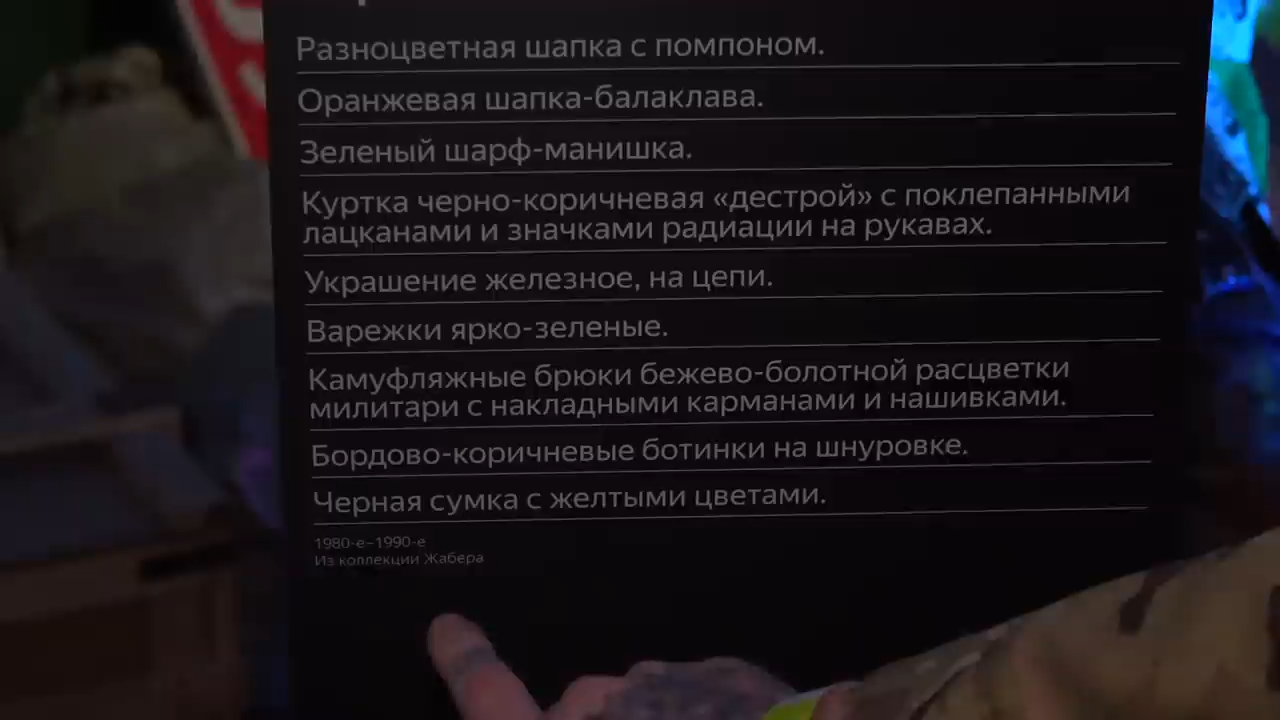 Разноцветная шапка с помпоном.
Оранжевая шапка-балаклава.
Зеленый шарф-манишка.
Куртка черно-коричневая «дестрой» с поклепанными
лацканами и значками радиации на рукавах.
Украшение железное, на цепи.
Варежки ярко-зеленые.
Камуфляжные брюки бежево-болотной расцветки
милитари с накладными карманами и нашивками.
Бордово-коричневые ботинки на шнуровке.
Черная сумка с желтыми цветами.
1980-е–1990-е
Из коллекции Жабера